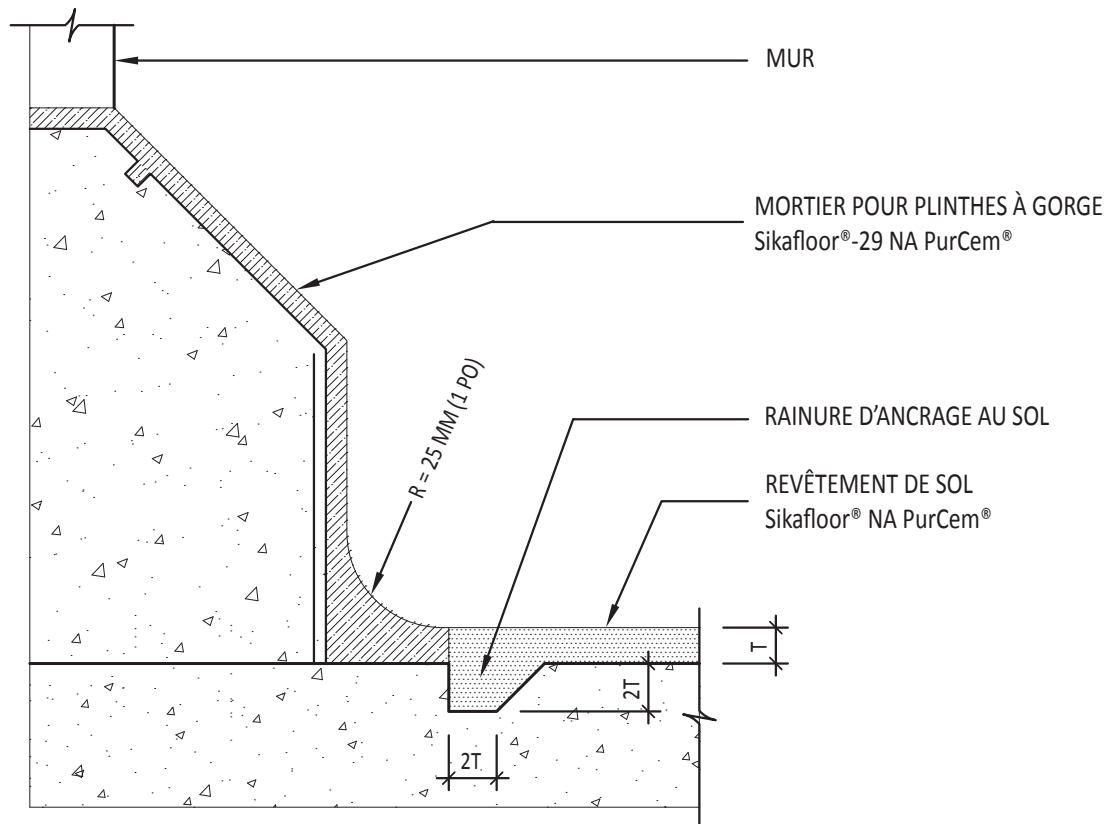 MUR
MORTIER POUR PLINTHES À GORGE
Sikafloor®-29 NA PurCem®
R = 25 MM (1 PO)
RAINURE D’ANCRAGE AU SOL
REVÊTEMENT DE SOL
Sikafloor® NA PurCem®
T
2T
2T